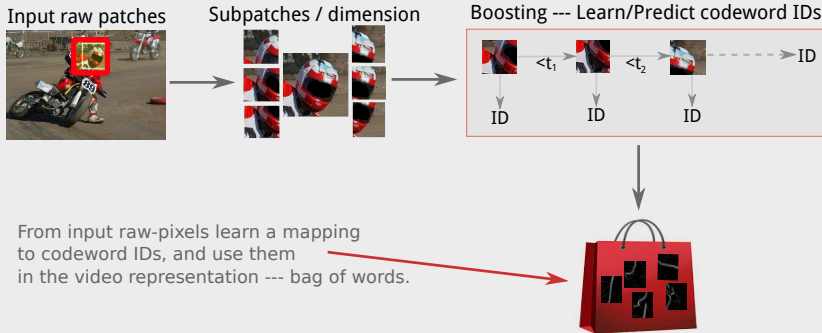 Input raw patches
Subpatches / dimension
Boosting --- Learn/Predict codeword IDs
89
<t₁
<t₂
ID
ID
ID
ID
From input raw-pixels learn a mapping
to codeword IDs, and use them
in the video representation --- bag of words.